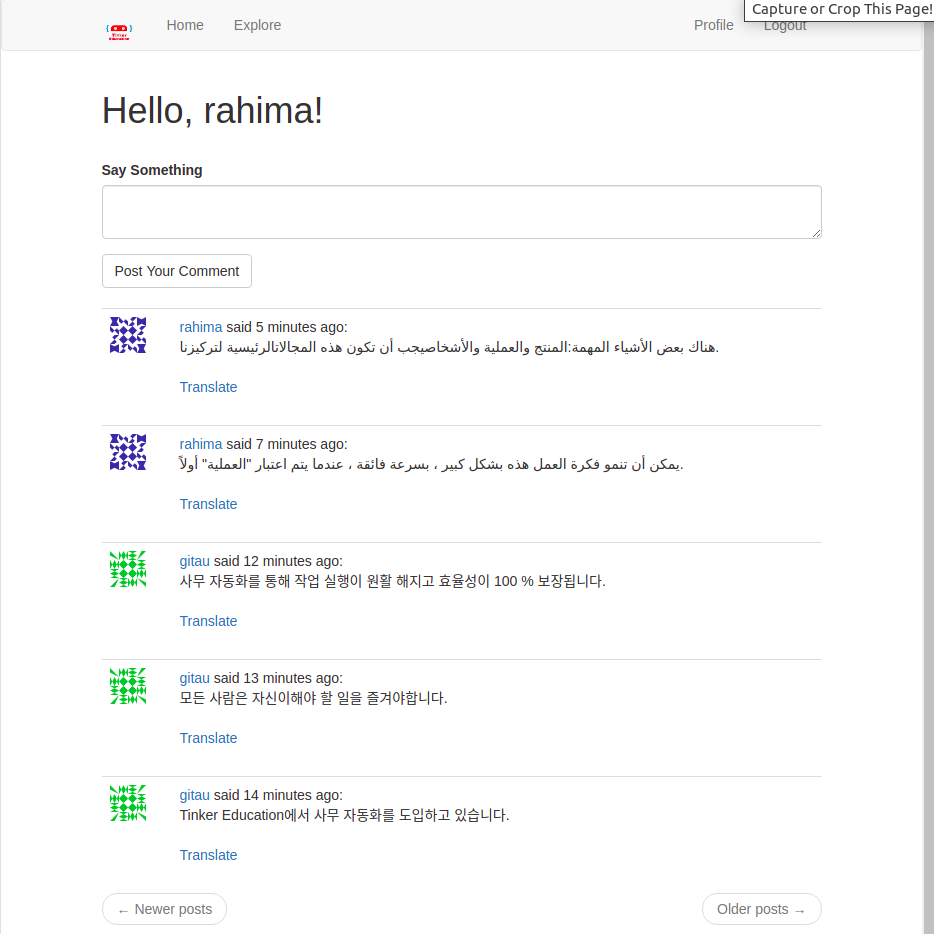 Capture or Crop This Page!
Home Explore Profile Logout
Tinker
Hello, rahima!
Say Something
Post Your Comment
rahima said 5 minutes ago:
هناك بعض الأشياء المهمة:المنتج والعملية والأشخاصيجب أن تكون هذه المجالاتالرئيسية لتركيزنا.
Translate
rahima said 7 minutes ago:
يمكن أن تنمو فكرة العمل هذه بشكل كبير ، بسرعة فائقة ، عندما يتم اعتبار "العملية" أولاً.
Translate
gitau said 12 minutes ago:
사무 자동화를 통해 작업 실행이 원활 해지고 효율성이 100 % 보장됩니다.
Translate
gitau said 13 minutes ago:
모든 사람은 자신이해야 할 일을 즐겨야합니다.
Translate
gitau said 14 minutes ago:
Tinker Education에서 사무 자동화를 도입하고 있습니다.
Translate
← Newer posts Older posts →